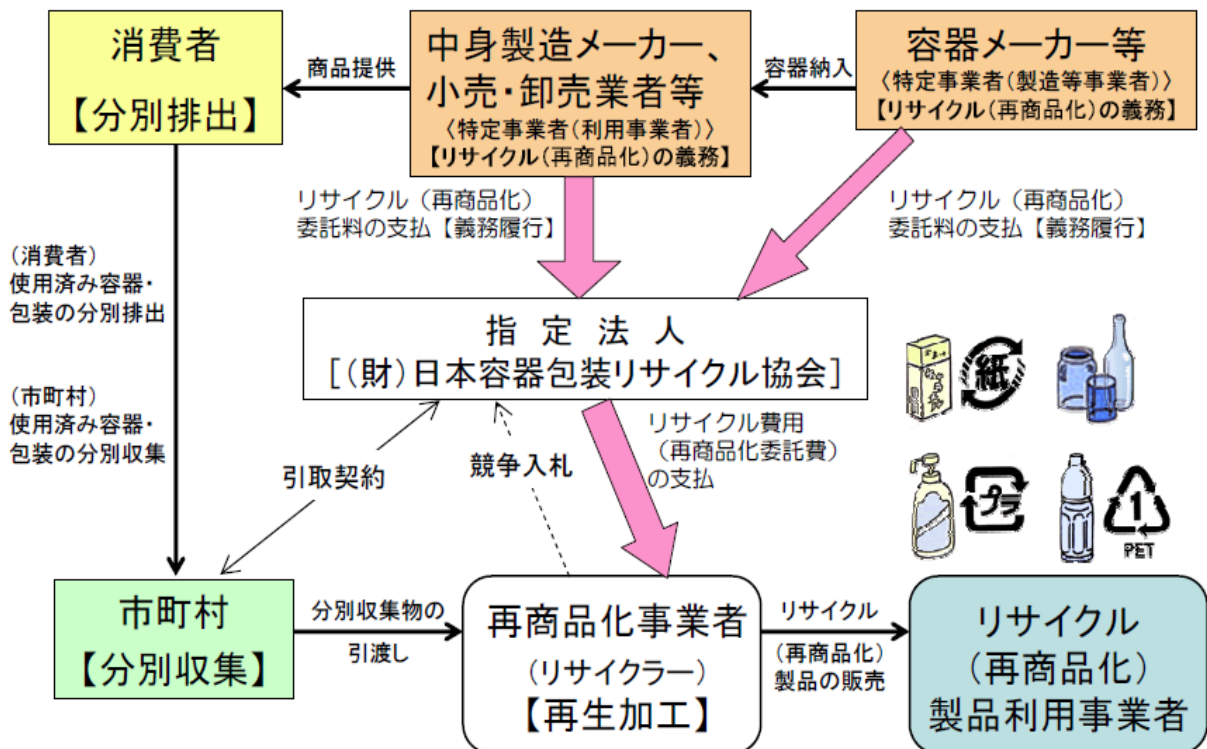 消費者
【分別排出】
商品提供
中身製造メーカー、
小売・卸売業者等
〈特定事業者(利用事業者)〉
【リサイクル(再商品化)の義務】
容器納入
容器メーカー等
〈特定事業者(製造等事業者)〉
【リサイクル(再商品化)の義務】
リサイクル（再商品化）
委託料の支払【義務履行】
リサイクル（再商品化）
委託料の支払【義務履行】
(消費者)
使用済み容器・
包装の分別排出
(市町村)
使用済み容器・
包装の分別収集
指定法人
[(財)日本容器包装リサイクル協会]
引取契約
競争入札
リサイクル費用
（再商品化委託費）
の支払
紙
プラ
1
PET
市町村
【分別収集】
分別収集物の
引渡し
再商品化事業者
(リサイクラー)
【再生加工】
リサイクル
(再商品化)
製品の販売
リサイクル
(再商品化)
製品利用事業者